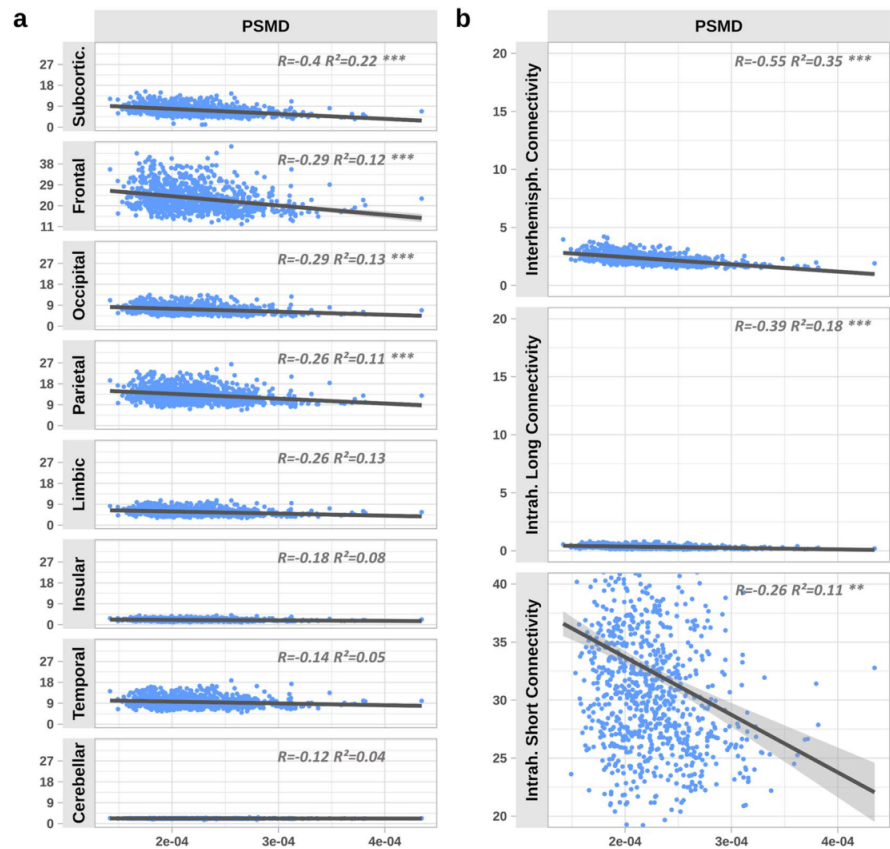 a
PSMD
Subcortic.
27
18
9
0
R=-0.4 R²=0.22 ***
Frontal
38
29
20
11
R=-0.29 R²=0.12 ***
Occipital
27
18
9
0
R=-0.29 R²=0.13 ***
Parietal
27
18
9
0
R=-0.26 R²=0.11 ***
Limbic
27
18
9
0
R=-0.26 R²=0.13
Insular
27
18
9
0
R=-0.18 R²=0.08
Temporal
27
18
9
0
R=-0.14 R²=0.05
Cerebellar
27
18
9
0
R=-0.12 R²=0.04
2e-04 3e-04 4e-04
b
PSMD
Interhemisph. Connectivity
20
15
10
5
0
R=-0.55 R²=0.35 ***
Intrah. Long Connectivity
20
15
10
5
0
R=-0.39 R²=0.18 ***
Intrah. Short Connectivity
40
35
30
25
20
R=-0.26 R²=0.11 **
2e-04 3e-04 4e-04